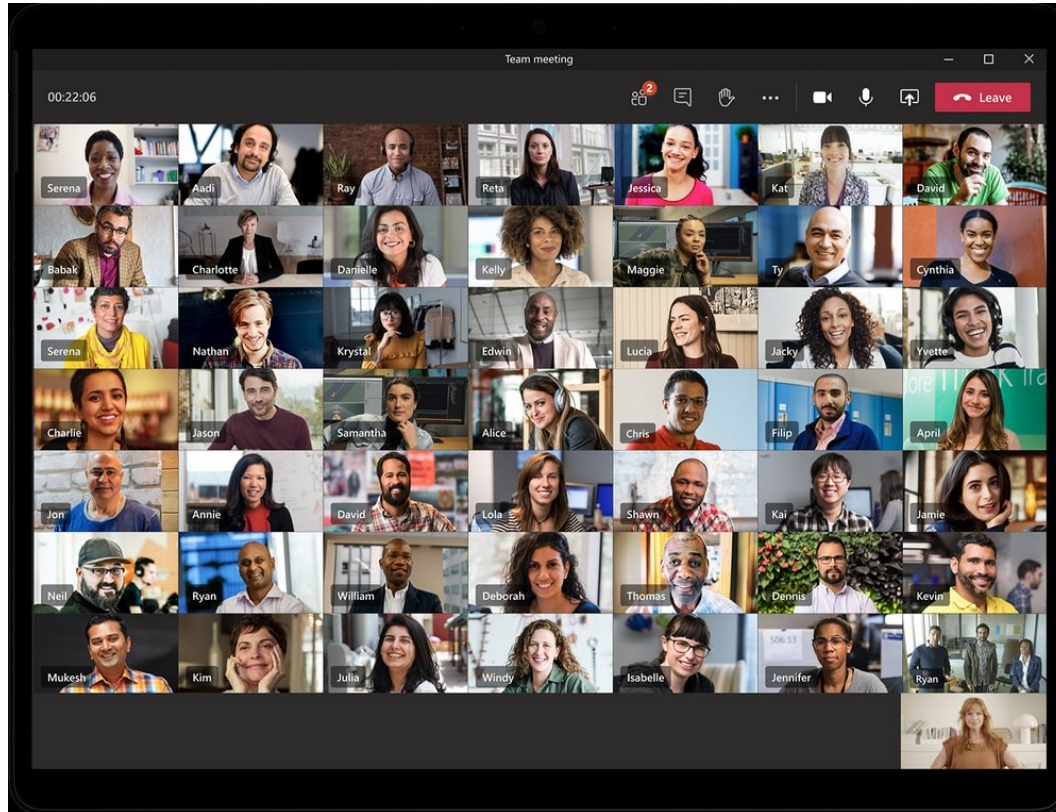 Team meeting
00:22:06
2
Leave
Serena
Aadi
Ray
Reta
Jessica
Kat
David
Babak
Charlotte
Danielle
Kelly
Maggie
Ty
Cynthia
Serena
Nathan
Krystal
Edwin
Lucia
Jacky
Yvette
Charlie
Jason
Samantha
Alice
Chris
Filip
April
Jon
Annie
David
Lola
Shawn
Kai
Jamie
Neil
Ryan
William
Deborah
Thomas
Dennis
Kevin
Mukesh
Kim
Julia
Windy
Isabelle
506.13
Jennifer
Ryan